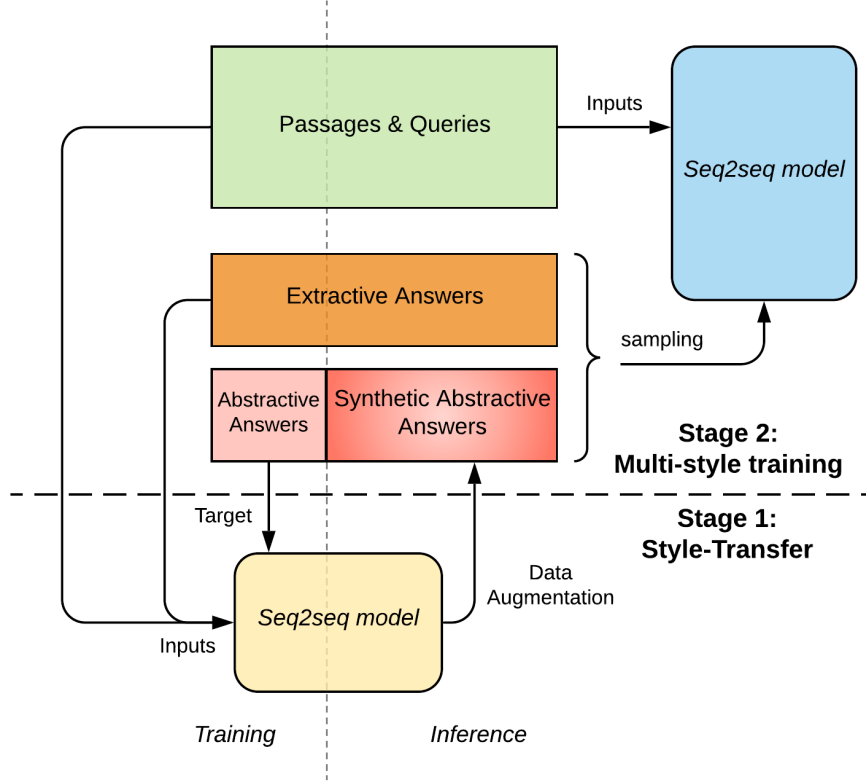 Passages & Queries
Inputs
Seq2seq model
Extractive Answers
sampling
Abstractive
Answers
Synthetic Abstractive
Answers
Stage 2:
Multi-style training
Target
Stage 1:
Style-Transfer
Data
Augmentation
Seq2seq model
Inputs
Training
Inference